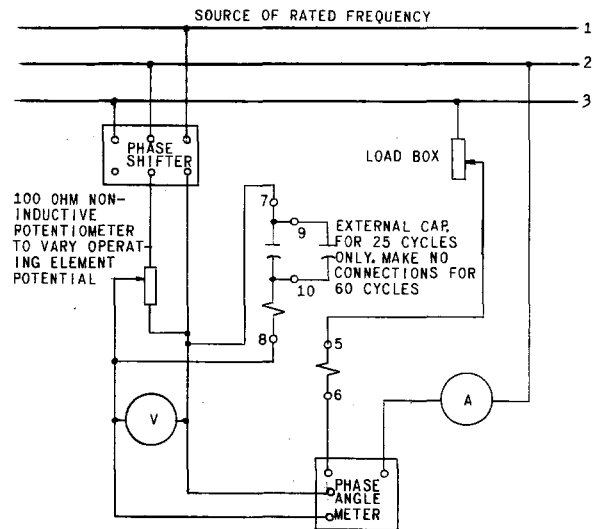 SOURCE OF RATED FREQUENCY
1
2
3
PHASE
SHIFTER
LOAD BOX
100 OHM NON-
INDUCTIVE
POTENTIOMETER
TO VARY OPERAT-
ING ELEMENT
POTENTIAL
7
9
EXTERNAL CAP.
FOR 25 CYCLES
ONLY. MAKE NO
CONNECTIONS FOR
60 CYCLES
10
8
5
6
V
A
PHASE
ANGLE
METER